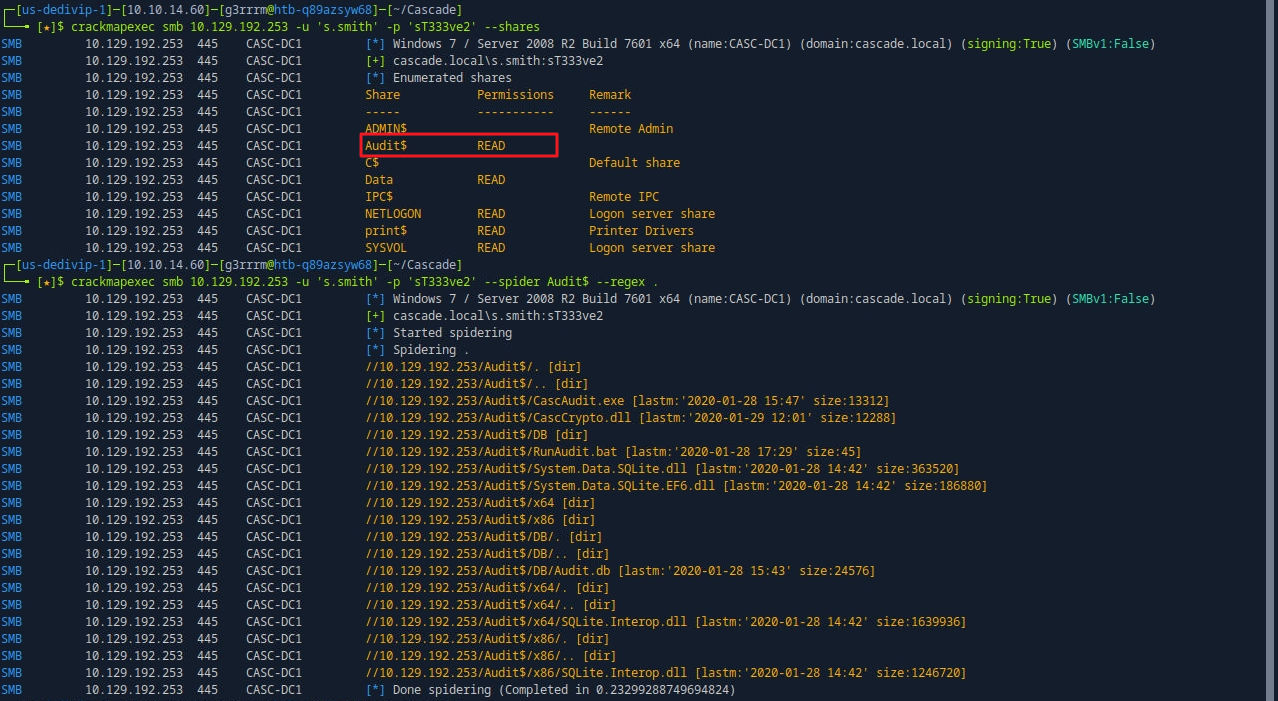 ┌─[us-dedivip-1]─[10.10.14.60]─[g3rrrm@htb-q89azsyw68]─[~/Cascade]
└──╼ [★]$ crackmapexec smb 10.129.192.253 -u 's.smith' -p 'sT333ve2' --shares
SMB 10.129.192.253 445 CASC-DC1 [*] Windows 7 / Server 2008 R2 Build 7601 x64 (name:CASC-DC1) (domain:cascade.local) (signing:True) (SMBv1:False)
SMB 10.129.192.253 445 CASC-DC1 [+] cascade.local\s.smith:sT333ve2
SMB 10.129.192.253 445 CASC-DC1 [*] Enumerated shares
SMB 10.129.192.253 445 CASC-DC1 Share Permissions Remark
SMB 10.129.192.253 445 CASC-DC1 ----- ----------- ------
SMB 10.129.192.253 445 CASC-DC1 ADMIN$ Remote Admin
SMB 10.129.192.253 445 CASC-DC1 Audit$ READ
SMB 10.129.192.253 445 CASC-DC1 C$ Default share
SMB 10.129.192.253 445 CASC-DC1 Data READ
SMB 10.129.192.253 445 CASC-DC1 IPC$ Remote IPC
SMB 10.129.192.253 445 CASC-DC1 NETLOGON READ Logon server share
SMB 10.129.192.253 445 CASC-DC1 print$ READ Printer Drivers
SMB 10.129.192.253 445 CASC-DC1 SYSVOL READ Logon server share
┌─[us-dedivip-1]─[10.10.14.60]─[g3rrrm@htb-q89azsyw68]─[~/Cascade]
└──╼ [★]$ crackmapexec smb 10.129.192.253 -u 's.smith' -p 'sT333ve2' --spider Audit$ --regex .
SMB 10.129.192.253 445 CASC-DC1 [*] Windows 7 / Server 2008 R2 Build 7601 x64 (name:CASC-DC1) (domain:cascade.local) (signing:True) (SMBv1:False)
SMB 10.129.192.253 445 CASC-DC1 [+] cascade.local\s.smith:sT333ve2
SMB 10.129.192.253 445 CASC-DC1 [*] Started spidering
SMB 10.129.192.253 445 CASC-DC1 [*] Spidering .
SMB 10.129.192.253 445 CASC-DC1 //10.129.192.253/Audit$/. [dir]
SMB 10.129.192.253 445 CASC-DC1 //10.129.192.253/Audit$/.. [dir]
SMB 10.129.192.253 445 CASC-DC1 //10.129.192.253/Audit$/CascAudit.exe [lastm:'2020-01-28 15:47' size:13312]
SMB 10.129.192.253 445 CASC-DC1 //10.129.192.253/Audit$/CascCrypto.dll [lastm:'2020-01-29 12:01' size:12288]
SMB 10.129.192.253 445 CASC-DC1 //10.129.192.253/Audit$/DB [dir]
SMB 10.129.192.253 445 CASC-DC1 //10.129.192.253/Audit$/RunAudit.bat [lastm:'2020-01-28 17:29' size:45]
SMB 10.129.192.253 445 CASC-DC1 //10.129.192.253/Audit$/System.Data.SQLite.dll [lastm:'2020-01-28 14:42' size:363520]
SMB 10.129.192.253 445 CASC-DC1 //10.129.192.253/Audit$/System.Data.SQLite.EF6.dll [lastm:'2020-01-28 14:42' size:186880]
SMB 10.129.192.253 445 CASC-DC1 //10.129.192.253/Audit$/x64 [dir]
SMB 10.129.192.253 445 CASC-DC1 //10.129.192.253/Audit$/x86 [dir]
SMB 10.129.192.253 445 CASC-DC1 //10.129.192.253/Audit$/DB/. [dir]
SMB 10.129.192.253 445 CASC-DC1 //10.129.192.253/Audit$/DB/.. [dir]
SMB 10.129.192.253 445 CASC-DC1 //10.129.192.253/Audit$/DB/Audit.db [lastm:'2020-01-28 15:43' size:24576]
SMB 10.129.192.253 445 CASC-DC1 //10.129.192.253/Audit$/x64/. [dir]
SMB 10.129.192.253 445 CASC-DC1 //10.129.192.253/Audit$/x64/.. [dir]
SMB 10.129.192.253 445 CASC-DC1 //10.129.192.253/Audit$/x64/SQLite.Interop.dll [lastm:'2020-01-28 14:42' size:1639936]
SMB 10.129.192.253 445 CASC-DC1 //10.129.192.253/Audit$/x86/. [dir]
SMB 10.129.192.253 445 CASC-DC1 //10.129.192.253/Audit$/x86/.. [dir]
SMB 10.129.192.253 445 CASC-DC1 //10.129.192.253/Audit$/x86/SQLite.Interop.dll [lastm:'2020-01-28 14:42' size:1246720]
SMB 10.129.192.253 445 CASC-DC1 [*] Done spidering (Completed in 0.23299288749694824)